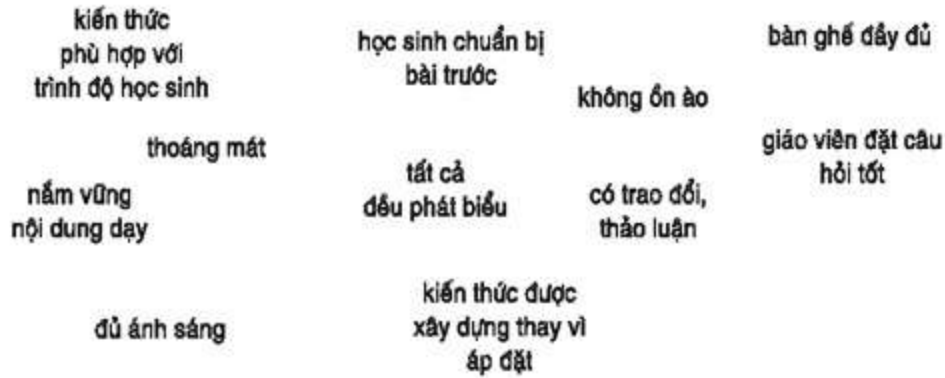 kiến thức
phù hợp với
trình độ học sinh
học sinh chuẩn bị
bài trước
bàn ghế đầy đủ
không ồn ào
thoáng mát
giáo viên đặt câu
hỏi tốt
tất cả
đều phát biểu
nắm vững
nội dung dạy
có trao đổi,
thảo luận
kiến thức được
xây dựng thay vì
áp đặt
đủ ánh sáng